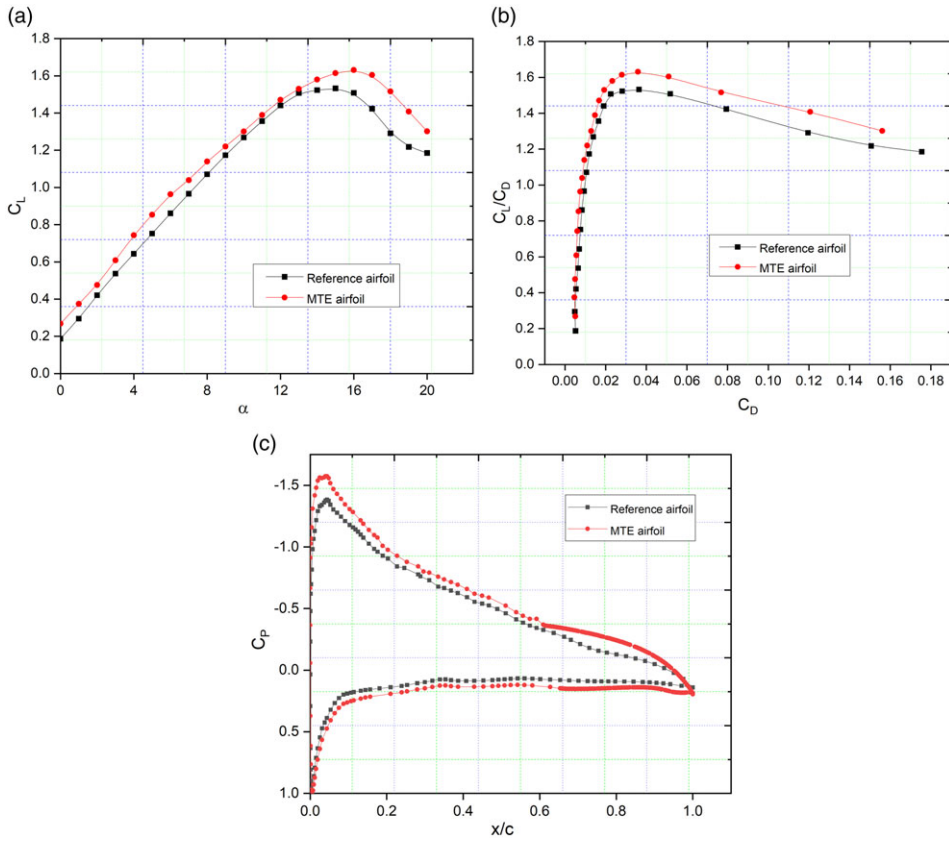 (a)
C_L
1.8
1.6
1.4
1.2
1.0
0.8
0.6
0.4
0.2
0.0
Reference airfoil
MTE airfoil
0 4 8 12 16 20
α
(b)
C_L/C_D
1.8
1.6
1.4
1.2
1.0
0.8
0.6
0.4
0.2
0.0
Reference airfoil
MTE airfoil
0.00 0.02 0.04 0.06 0.08 0.10 0.12 0.14 0.16 0.18
C_D
(c)
C_P
-1.5
-1.0
-0.5
0.0
0.5
1.0
Reference airfoil
MTE airfoil
0.0 0.2 0.4 0.6 0.8 1.0
x/c